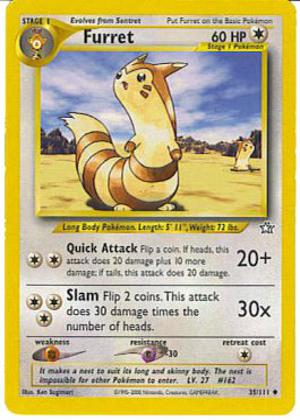 STAGE 1 Evolves from Sentret Put Furret on the Basic Pokémon
Furret 60 HP
Stage 1 Pokémon
Long Body Pokémon. Length: 5' 11", Weight: 72 lbs.
Quick Attack Flip a coin. If heads, this
attack does 20 damage plus 10 more
damage; if tails, this attack does 20 damage.
20+
Slam Flip 2 coins. This attack
does 30 damage times the
number of heads.
30x
weakness resistance retreat cost
-30
It makes a nest to suit its long and skinny body. The nest is
impossible for other Pokémon to enter. LV. 27 #162
Illus. Ken Sugimori ©1995-2000 Nintendo, Creatures, GAMEFREAK. 35/111